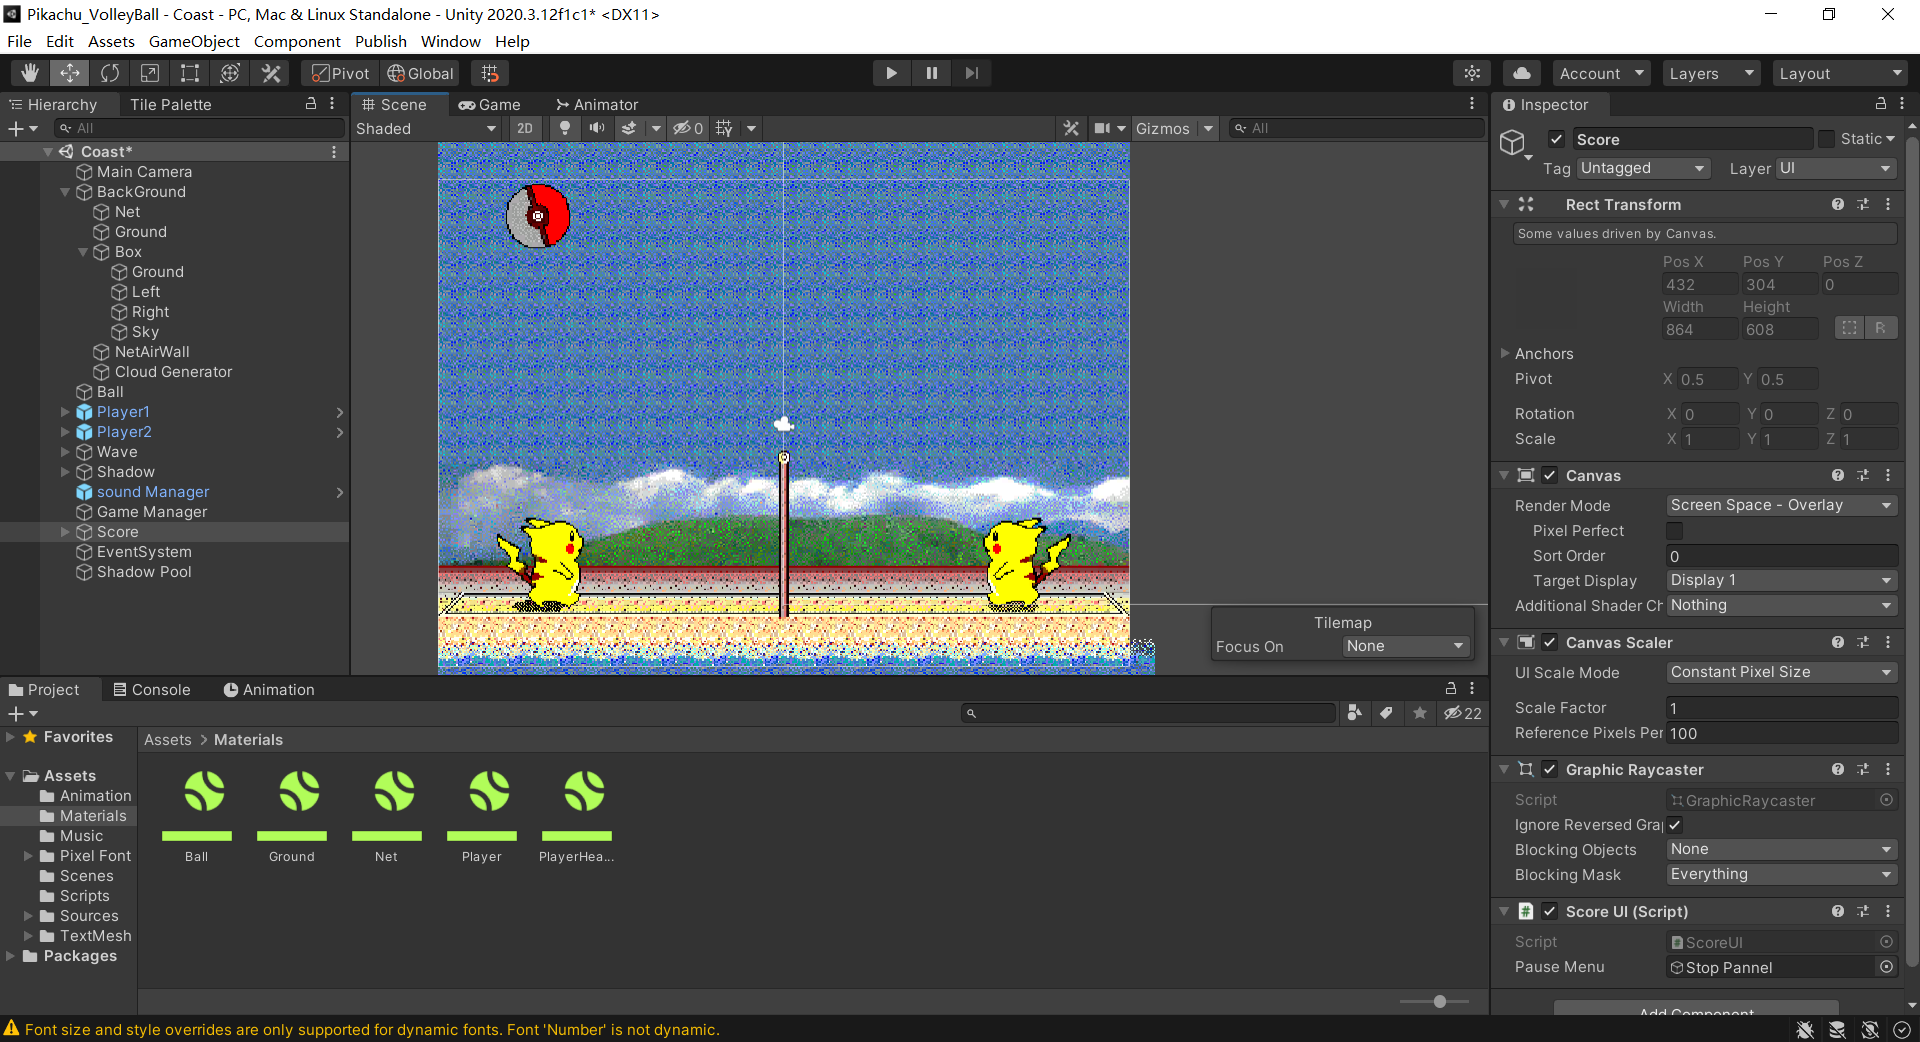 Pikachu_VolleyBall - Coast - PC, Mac & Linux Standalone - Unity 2020.3.12f1c1* <DX11>
File Edit Assets GameObject Component Publish Window Help
Pivot Global Account Layers Layout
Hierarchy Tile Palette
All
Coast*
Main Camera
BackGround
Net
Ground
Box
Ground
Left
Right
Sky
NetAirWall
Cloud Generator
Ball
Player1
Player2
Wave
Shadow
sound Manager
Game Manager
Score
EventSystem
Shadow Pool
Scene Game Animator
Shaded 2D 0 Gizmos All
Tilemap
Focus On None
Project Console Animation
22
Favorites
Assets
Animation
Materials
Music
Pixel Font
Scenes
Scripts
Sources
TextMesh
Packages
Assets > Materials
Ball Ground Net Player PlayerHea...
Inspector
Score Static
Tag Untagged Layer UI
Rect Transform
Some values driven by Canvas.
Pos X Pos Y Pos Z
432 304 0
Width Height
864 608 R
Anchors
Pivot X 0.5 Y 0.5
Rotation X 0 Y 0 Z 0
Scale X 1 Y 1 Z 1
Canvas
Render Mode Screen Space - Overlay
Pixel Perfect
Sort Order 0
Target Display Display 1
Additional Shader Ch Nothing
Canvas Scaler
UI Scale Mode Constant Pixel Size
Scale Factor 1
Reference Pixels Per 100
Graphic Raycaster
Script GraphicRaycaster
Ignore Reversed Gra
Blocking Objects None
Blocking Mask Everything
Score UI (Script)
Script ScoreUI
Pause Menu Stop Pannel
Add Component
Font size and style overrides are only supported for dynamic fonts. Font 'Number' is not dynamic.